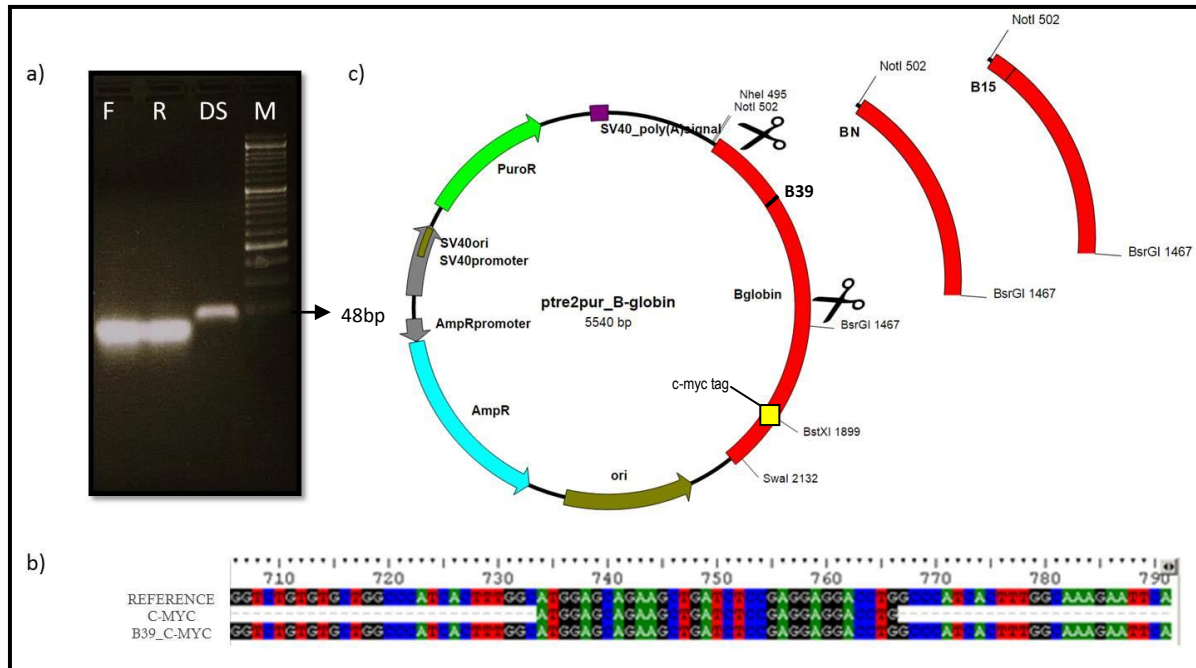 a)
F R DS M
48bp
c)
NheI 495
NotI 502
SV40_poly(A)signal
PuroR
SV40ori
SV40promoter
AmpRpromoter
AmpR
ori
ptre2pur_B-globin
5540 bp
Bglobin
B39
BsrGI 1467
c-myc tag
BstXI 1899
SwaI 2132
NotI 502
BN
BsrGI 1467
NotI 502
B15
BsrGI 1467
b)
710 720 730 740 750 760 770 780 790
REFERENCE
C-MYC
B39_C-MYC